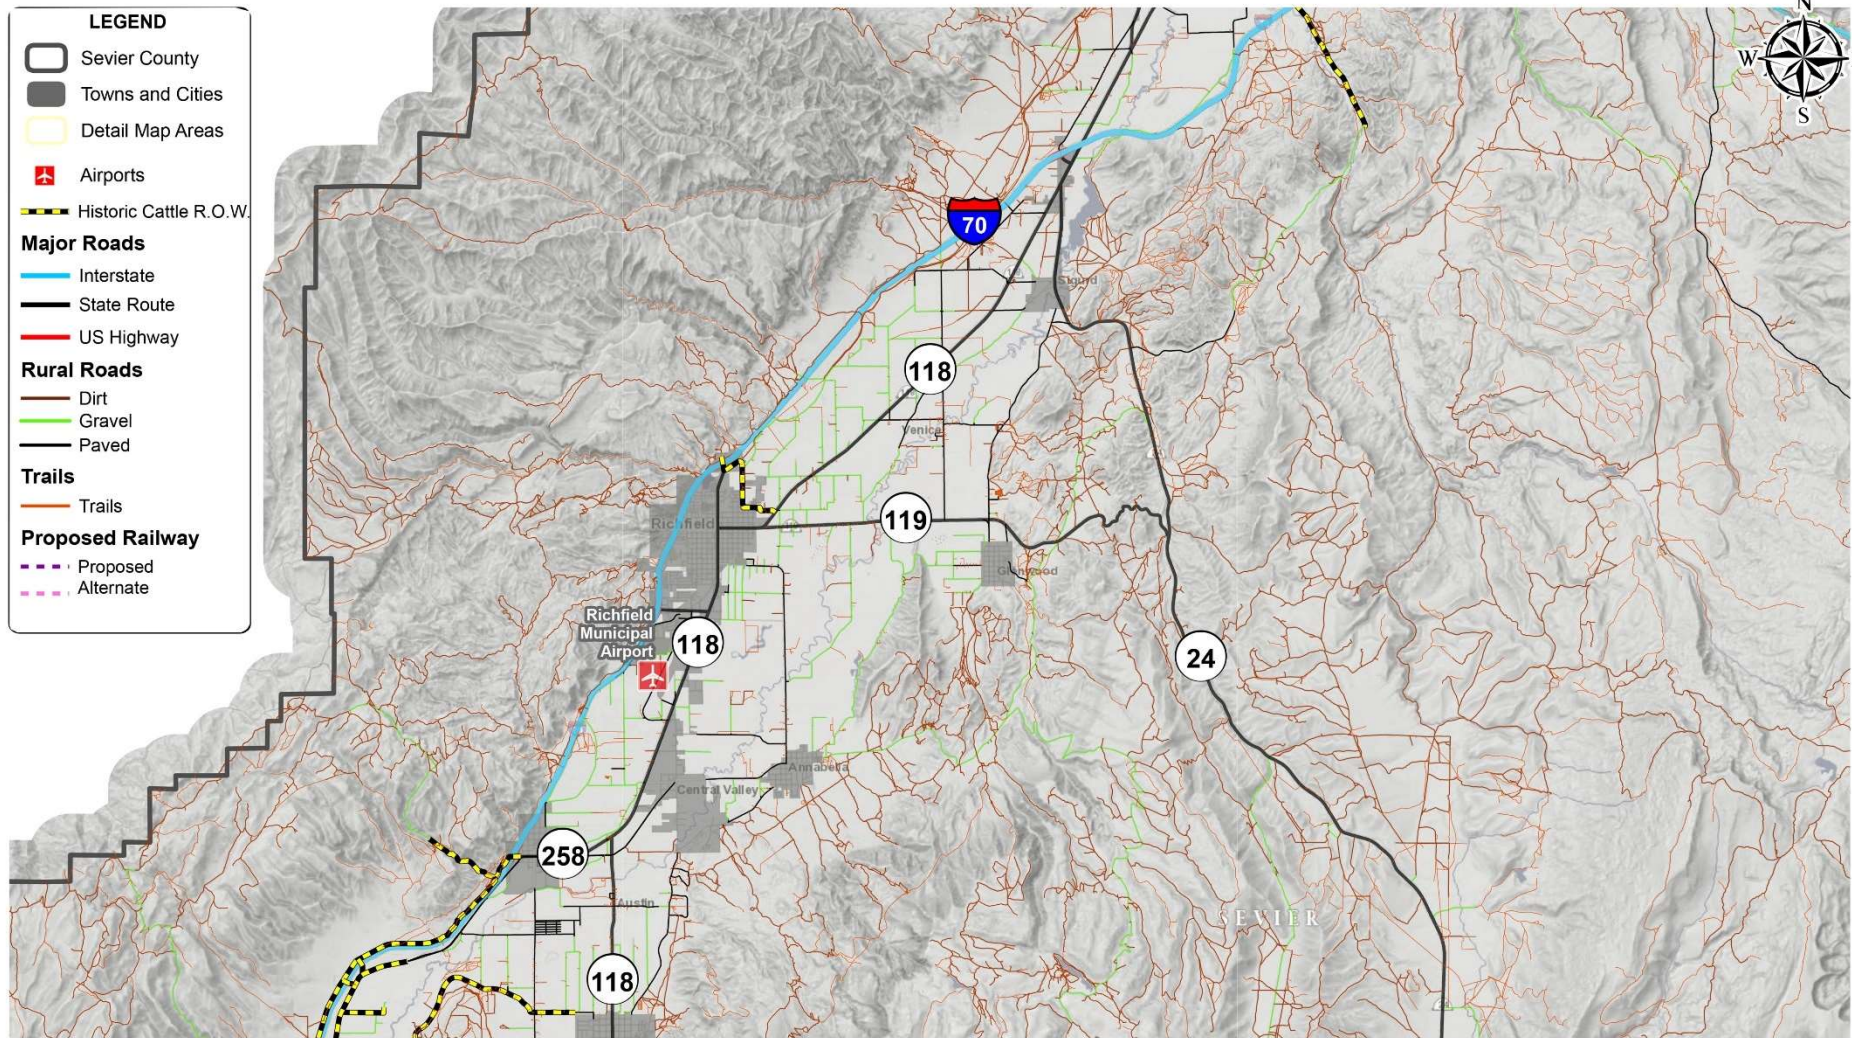 LEGEND
Sevier County
Towns and Cities
Detail Map Areas
Airports
Historic Cattle R.O.W.
Major Roads
Interstate
State Route
US Highway
Rural Roads
Dirt
Gravel
Paved
Trails
Trails
Proposed Railway
Proposed
Alternate
N
W
S
70
Sigurd
118
Venice
119
Richfield
Glenwood
Richfield
Municipal
Airport
118
24
Annabella
Central Valley
258
Austin
SEVIER
118